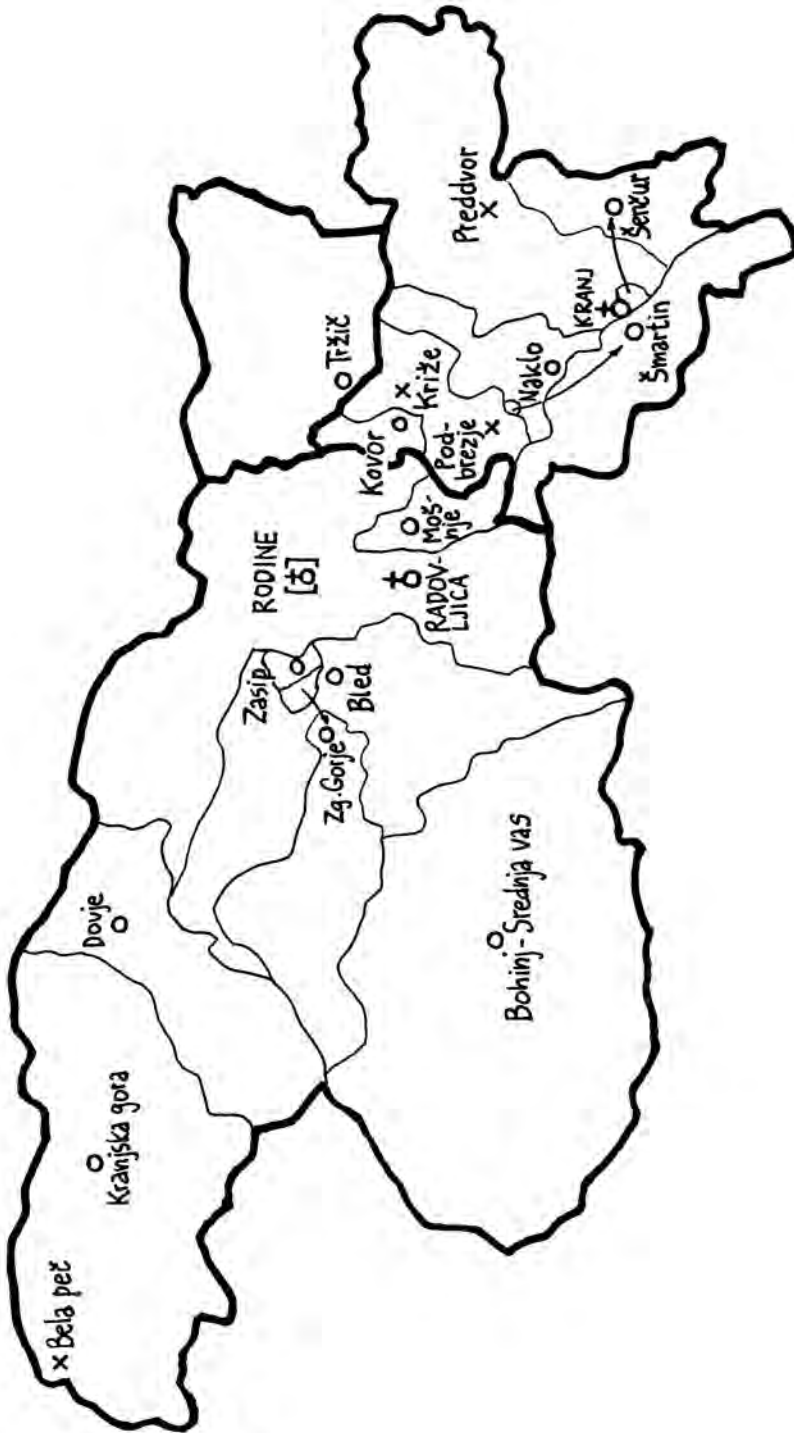 × Bela peč
Kranjska gora
Dovje
Bohinj-Srednja vas
Zasip
Zg. Gorje
Bled
RODINE
[♁]
RADOV-
LJICA
Moš-
nje
Kovor
Tržič
Križe
Pod-
brezje
Naklo
KRANJ
Šmartin
Preddvor
Šenčur